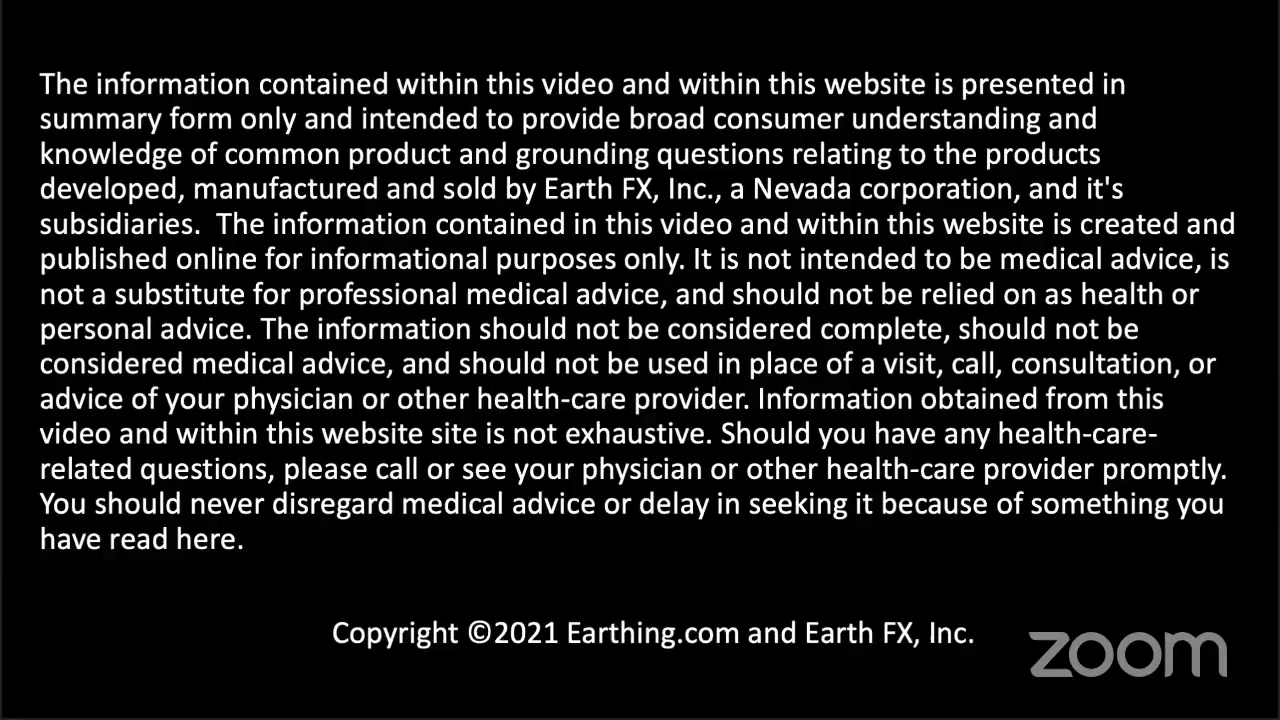 The information contained within this video and within this website is presented in
summary form only and intended to provide broad consumer understanding and
knowledge of common product and grounding questions relating to the products
developed, manufactured and sold by Earth FX, Inc., a Nevada corporation, and it's
subsidiaries.  The information contained in this video and within this website is created and
published online for informational purposes only. It is not intended to be medical advice, is
not a substitute for professional medical advice, and should not be relied on as health or
personal advice. The information should not be considered complete, should not be
considered medical advice, and should not be used in place of a visit, call, consultation, or
advice of your physician or other health-care provider. Information obtained from this
video and within this website site is not exhaustive. Should you have any health-care-
related questions, please call or see your physician or other health-care provider promptly.
You should never disregard medical advice or delay in seeking it because of something you
have read here.
Copyright ©2021 Earthing.com and Earth FX, Inc.
zoom